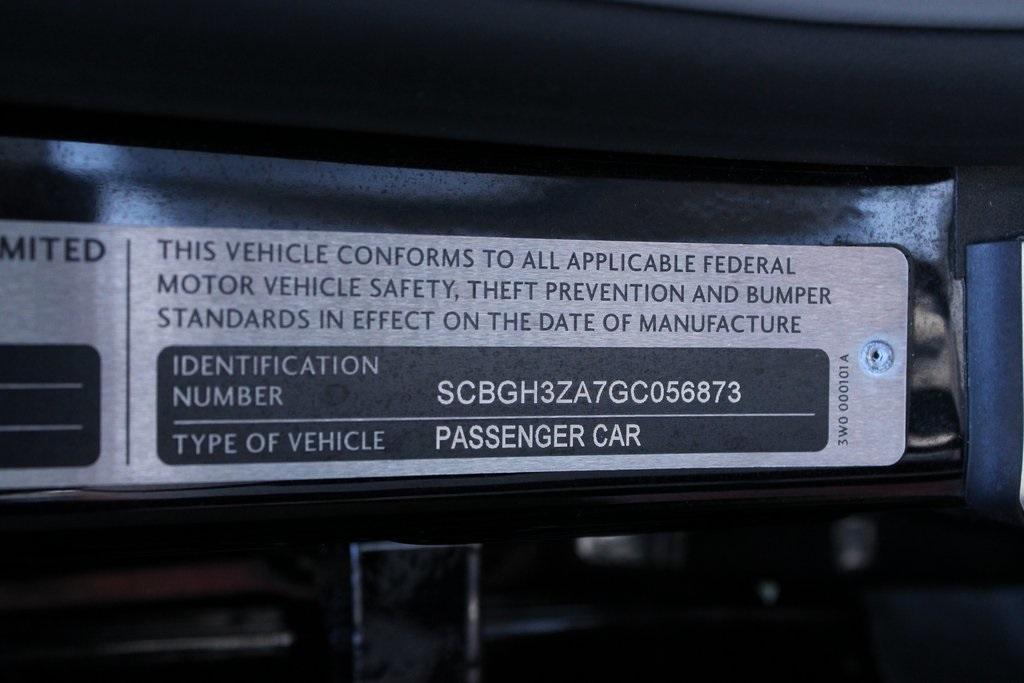 MITED
THIS VEHICLE CONFORMS TO ALL APPLICABLE FEDERAL
MOTOR VEHICLE SAFETY, THEFT PREVENTION AND BUMPER
STANDARDS IN EFFECT ON THE DATE OF MANUFACTURE
IDENTIFICATION
NUMBER SCBGH3ZA7GC056873
TYPE OF VEHICLE PASSENGER CAR
3W0 000101 A